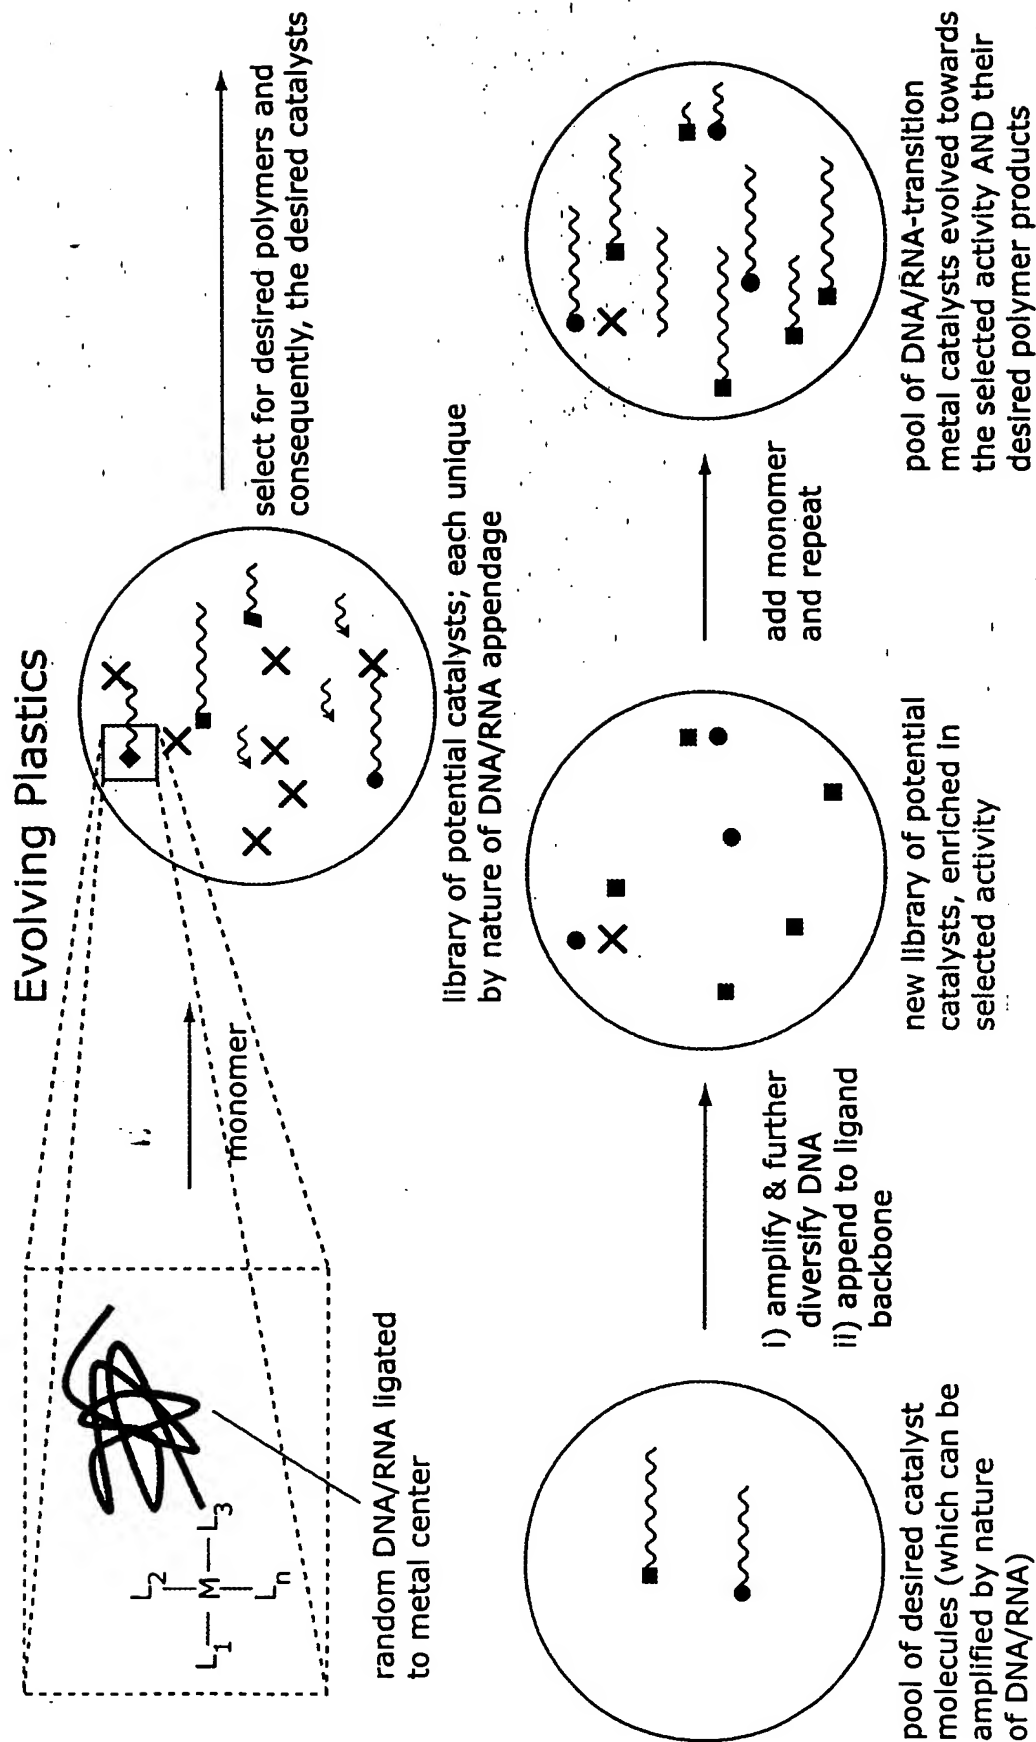 Evolving Plastics
L1
L2
M
L3
Ln
random DNA/RNA ligated
to metal center
monomer
library of potential catalysts; each unique
by nature of DNA/RNA appendage
select for desired polymers and
consequently, the desired catalysts
pool of desired catalyst
molecules (which can be
amplified by nature
of DNA/RNA)
i) amplify & further
diversify DNA
ii) append to ligand
backbone
new library of potential
catalysts, enriched in
selected activity
add monomer
and repeat
pool of DNA/RNA-transition
metal catalysts evolved towards
the selected activity AND their
desired polymer products